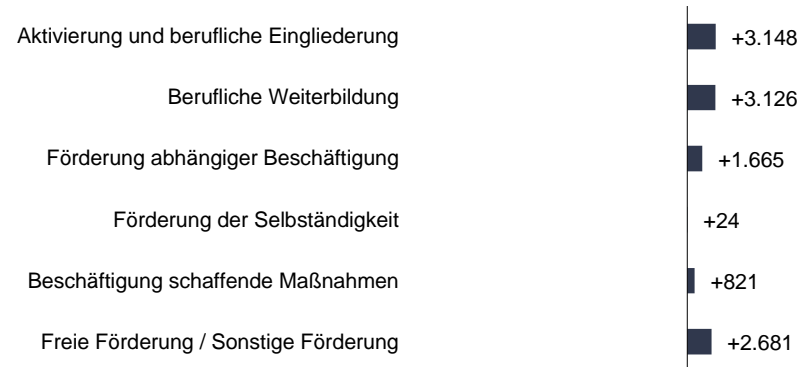 Aktivierung und berufliche Eingliederung +3.148
Berufliche Weiterbildung +3.126
Förderung abhängiger Beschäftigung +1.665
Förderung der Selbständigkeit +24
Beschäftigung schaffende Maßnahmen +821
Freie Förderung / Sonstige Förderung +2.681